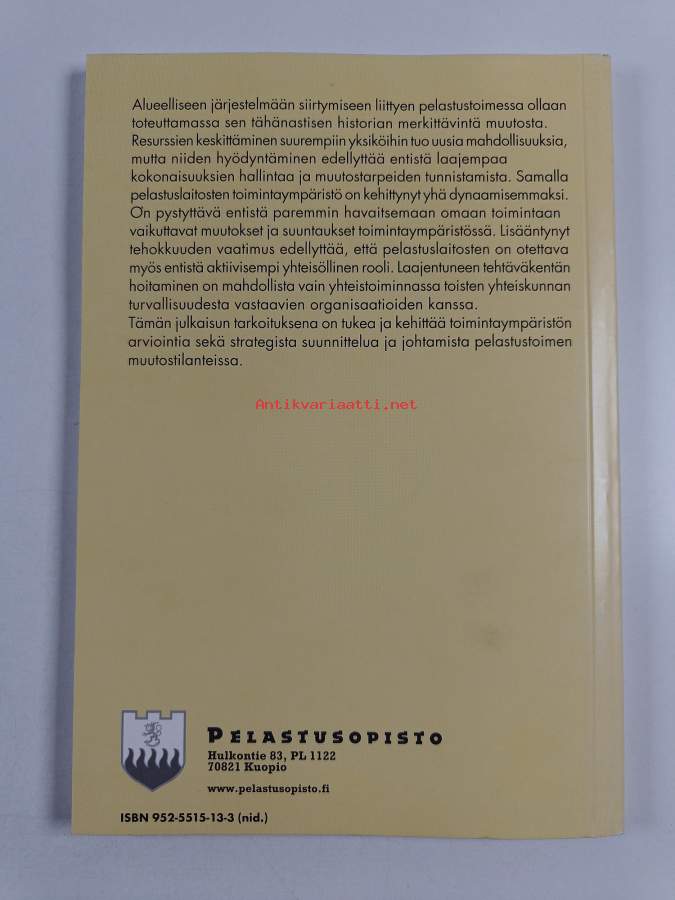 Alueelliseen järjestelmään siirtymiseen liittyen pelastustoimessa ollaan
toteuttamassa sen tähänastisen historian merkittävintä muutosta.
Resurssien keskittäminen suurempiin yksiköihin tuo uusia mahdollisuuksia,
mutta niiden hyödyntäminen edellyttää entistä laajempaa
kokonaisuuksien hallintaa ja muutostarpeiden tunnistamista. Samalla
pelastuslaitosten toimintaympäristö on kehittynyt yhä dynaamisemmaksi.
On pystyttävä entistä paremmin havaitsemaan omaan toimintaan
vaikuttavat muutokset ja suuntaukset toimintaympäristössä. Lisääntynyt
tehokkuuden vaatimus edellyttää, että pelastuslaitosten on otettava
myös entistä aktiivisempi yhteisöllinen rooli. Laajentuneen tehtäväkentän
hoitaminen on mahdollista vain yhteistoiminnassa toisten yhteiskunnan
turvallisuudesta vastaavien organisaatioiden kanssa.
Tämän julkaisun tarkoituksena on tukea ja kehittää toimintaympäristön
arviointia sekä strategista suunnittelua ja johtamista pelastustoimen
muutostilanteissa.
Antikvariaatti.net
PELASTUSOPISTO
Hulkontie 83, PL 1122
70821 Kuopio
www.pelastusopisto.fi
ISBN 952-5515-13-3 (nid.)